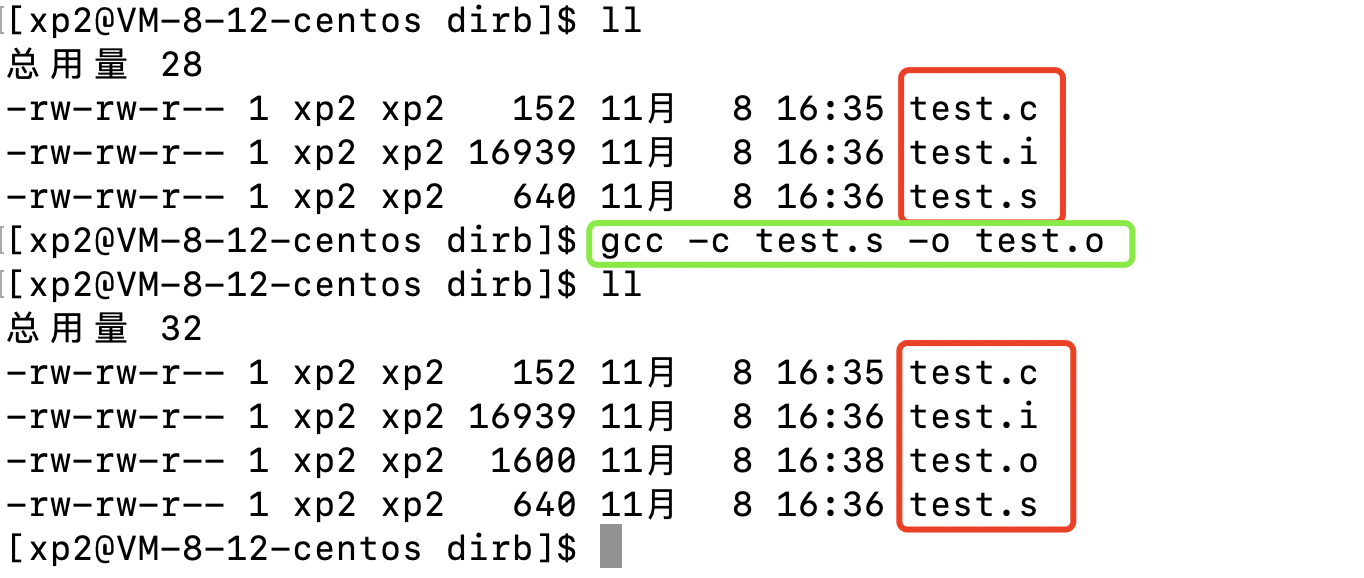 [xp2@VM-8-12-centos dirb]$ ll
总用量 28
-rw-rw-r-- 1 xp2 xp2   152 11月   8 16:35 test.c
-rw-rw-r-- 1 xp2 xp2 16939 11月   8 16:36 test.i
-rw-rw-r-- 1 xp2 xp2   640 11月   8 16:36 test.s
[xp2@VM-8-12-centos dirb]$ gcc -c test.s -o test.o
[xp2@VM-8-12-centos dirb]$ ll
总用量 32
-rw-rw-r-- 1 xp2 xp2   152 11月   8 16:35 test.c
-rw-rw-r-- 1 xp2 xp2 16939 11月   8 16:36 test.i
-rw-rw-r-- 1 xp2 xp2  1600 11月   8 16:38 test.o
-rw-rw-r-- 1 xp2 xp2   640 11月   8 16:36 test.s
[xp2@VM-8-12-centos dirb]$